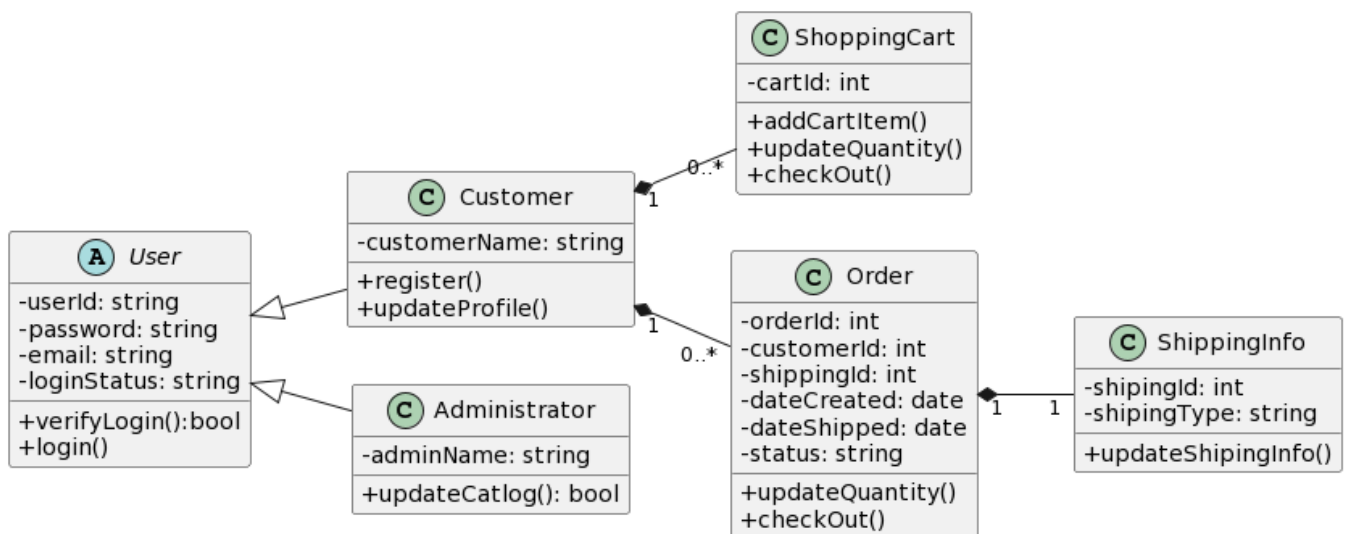 A User
-userId: string
-password: string
-email: string
-loginStatus: string
+verifyLogin():bool
+login()
C Customer
-customerName: string
+register()
+updateProfile()
C Administrator
-adminName: string
+updateCatlog(): bool
1
0..*
C ShoppingCart
-cartId: int
+addCartItem()
+updateQuantity()
+checkOut()
1
0..*
C Order
-orderId: int
-customerId: int
-shippingId: int
-dateCreated: date
-dateShipped: date
-status: string
+updateQuantity()
+checkOut()
1 1
C ShippingInfo
-shipingId: int
-shipingType: string
+updateShipingInfo()